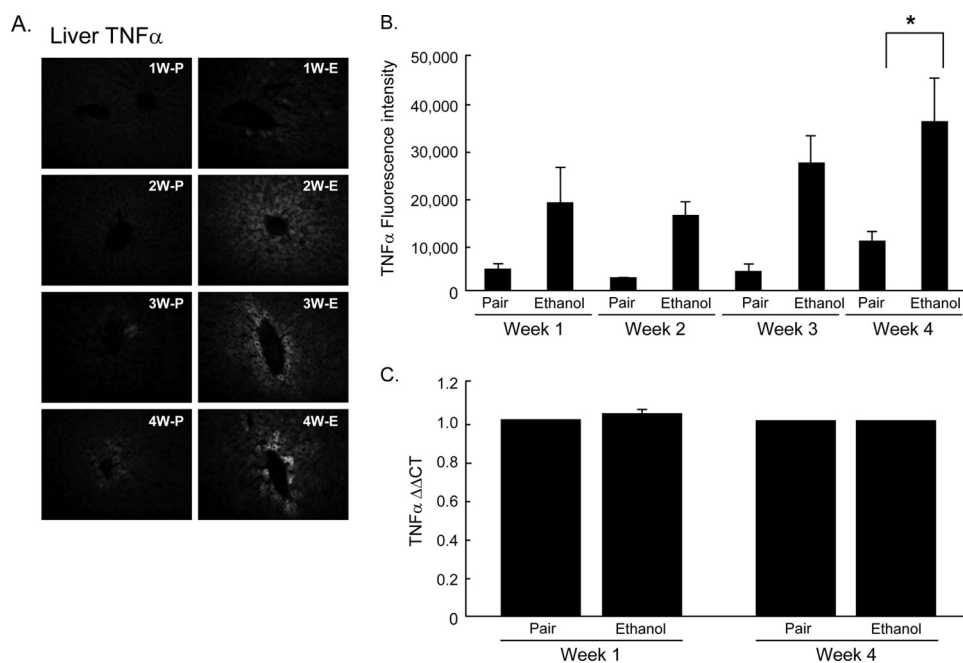 A.
Liver TNFα
1W-P
1W-E
2W-P
2W-E
3W-P
3W-E
4W-P
4W-E
B.
*
TNFα Fluorescence intensity
50,000
40,000
30,000
20,000
10,000
0
Pair Ethanol Pair Ethanol Pair Ethanol Pair Ethanol
Week 1 Week 2 Week 3 Week 4
C.
TNFα ΔΔCT
1.2
1.0
0.8
0.6
0.4
0.2
0
Pair Ethanol Pair Ethanol
Week 1 Week 4